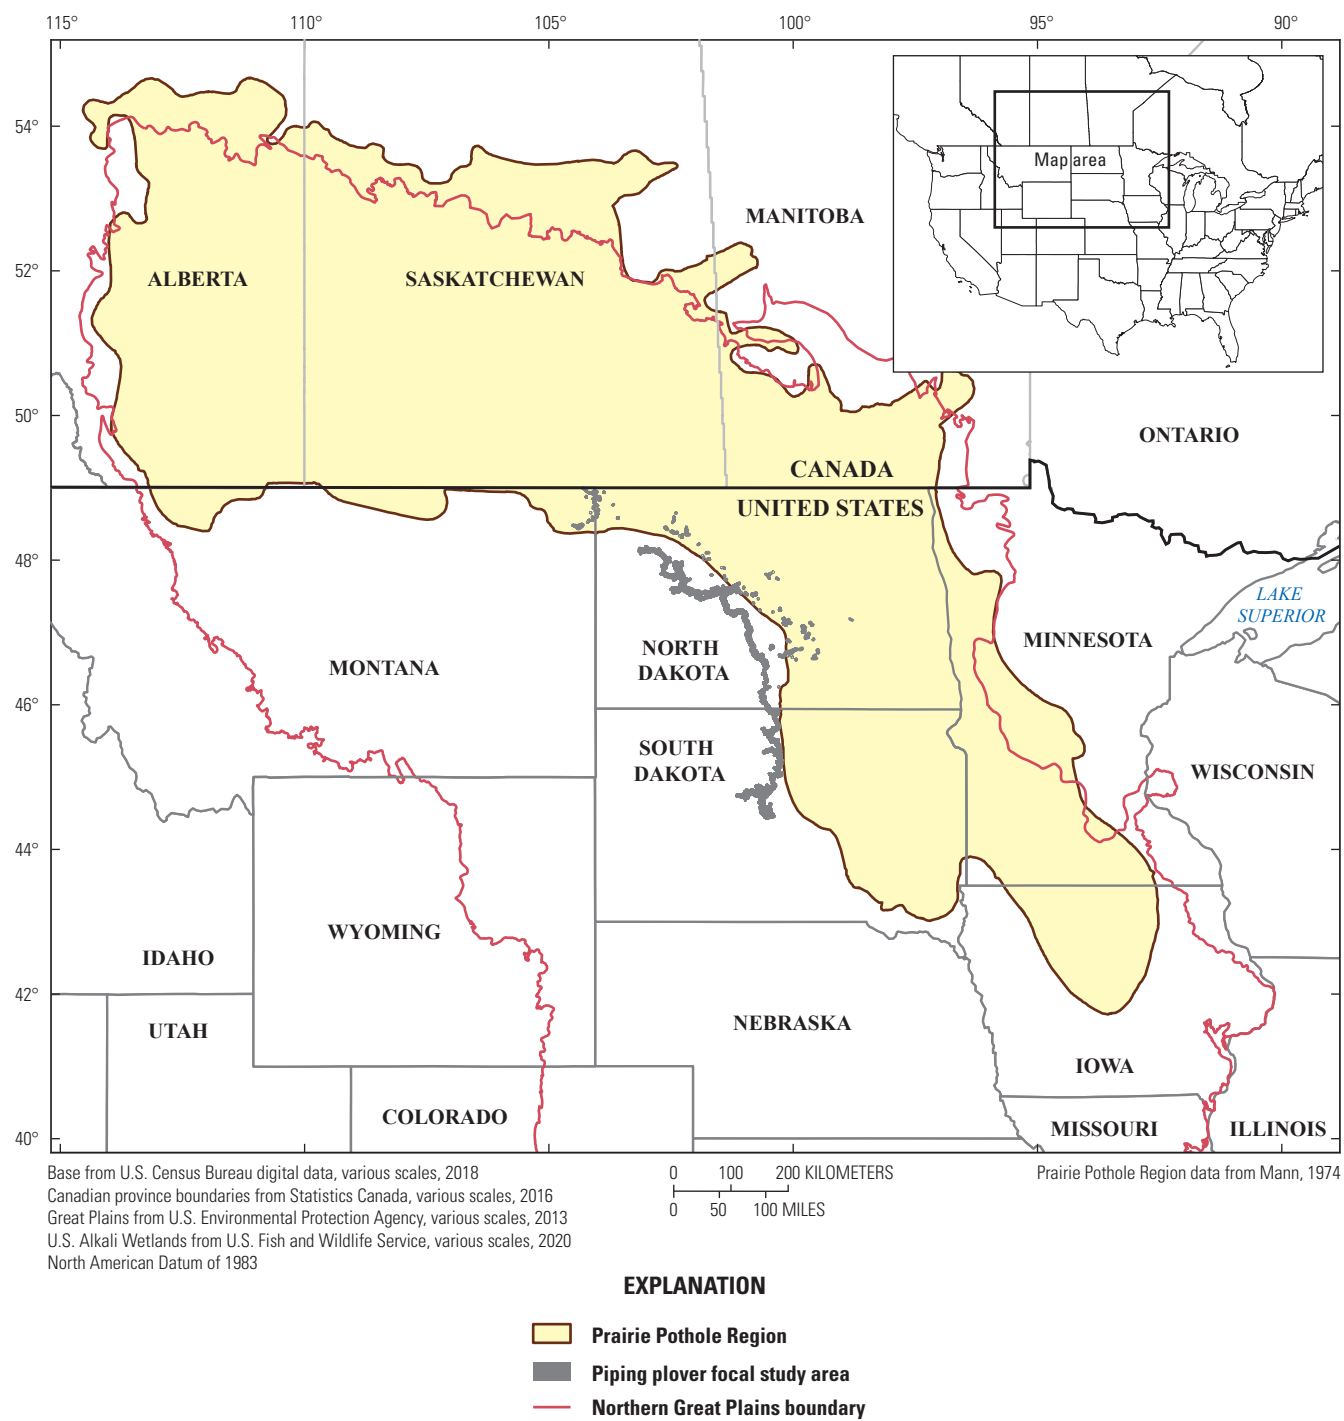 115° 110° 105° 100° 95° 90°
54°
52°
50°
48°
46°
44°
42°
40°
Map area
MANITOBA
ALBERTA
SASKATCHEWAN
ONTARIO
CANADA
UNITED STATES
LAKE
SUPERIOR
MINNESOTA
NORTH
DAKOTA
MONTANA
SOUTH
DAKOTA
WISCONSIN
WYOMING
IDAHO
NEBRASKA
UTAH
IOWA
COLORADO
MISSOURI
ILLINOIS
Base from U.S. Census Bureau digital data, various scales, 2018
Canadian province boundaries from Statistics Canada, various scales, 2016
Great Plains from U.S. Environmental Protection Agency, various scales, 2013
U.S. Alkali Wetlands from U.S. Fish and Wildlife Service, various scales, 2020
North American Datum of 1983
0 100 200 KILOMETERS
0 50 100 MILES
Prairie Pothole Region data from Mann, 1974
EXPLANATION
Prairie Pothole Region
Piping plover focal study area
Northern Great Plains boundary